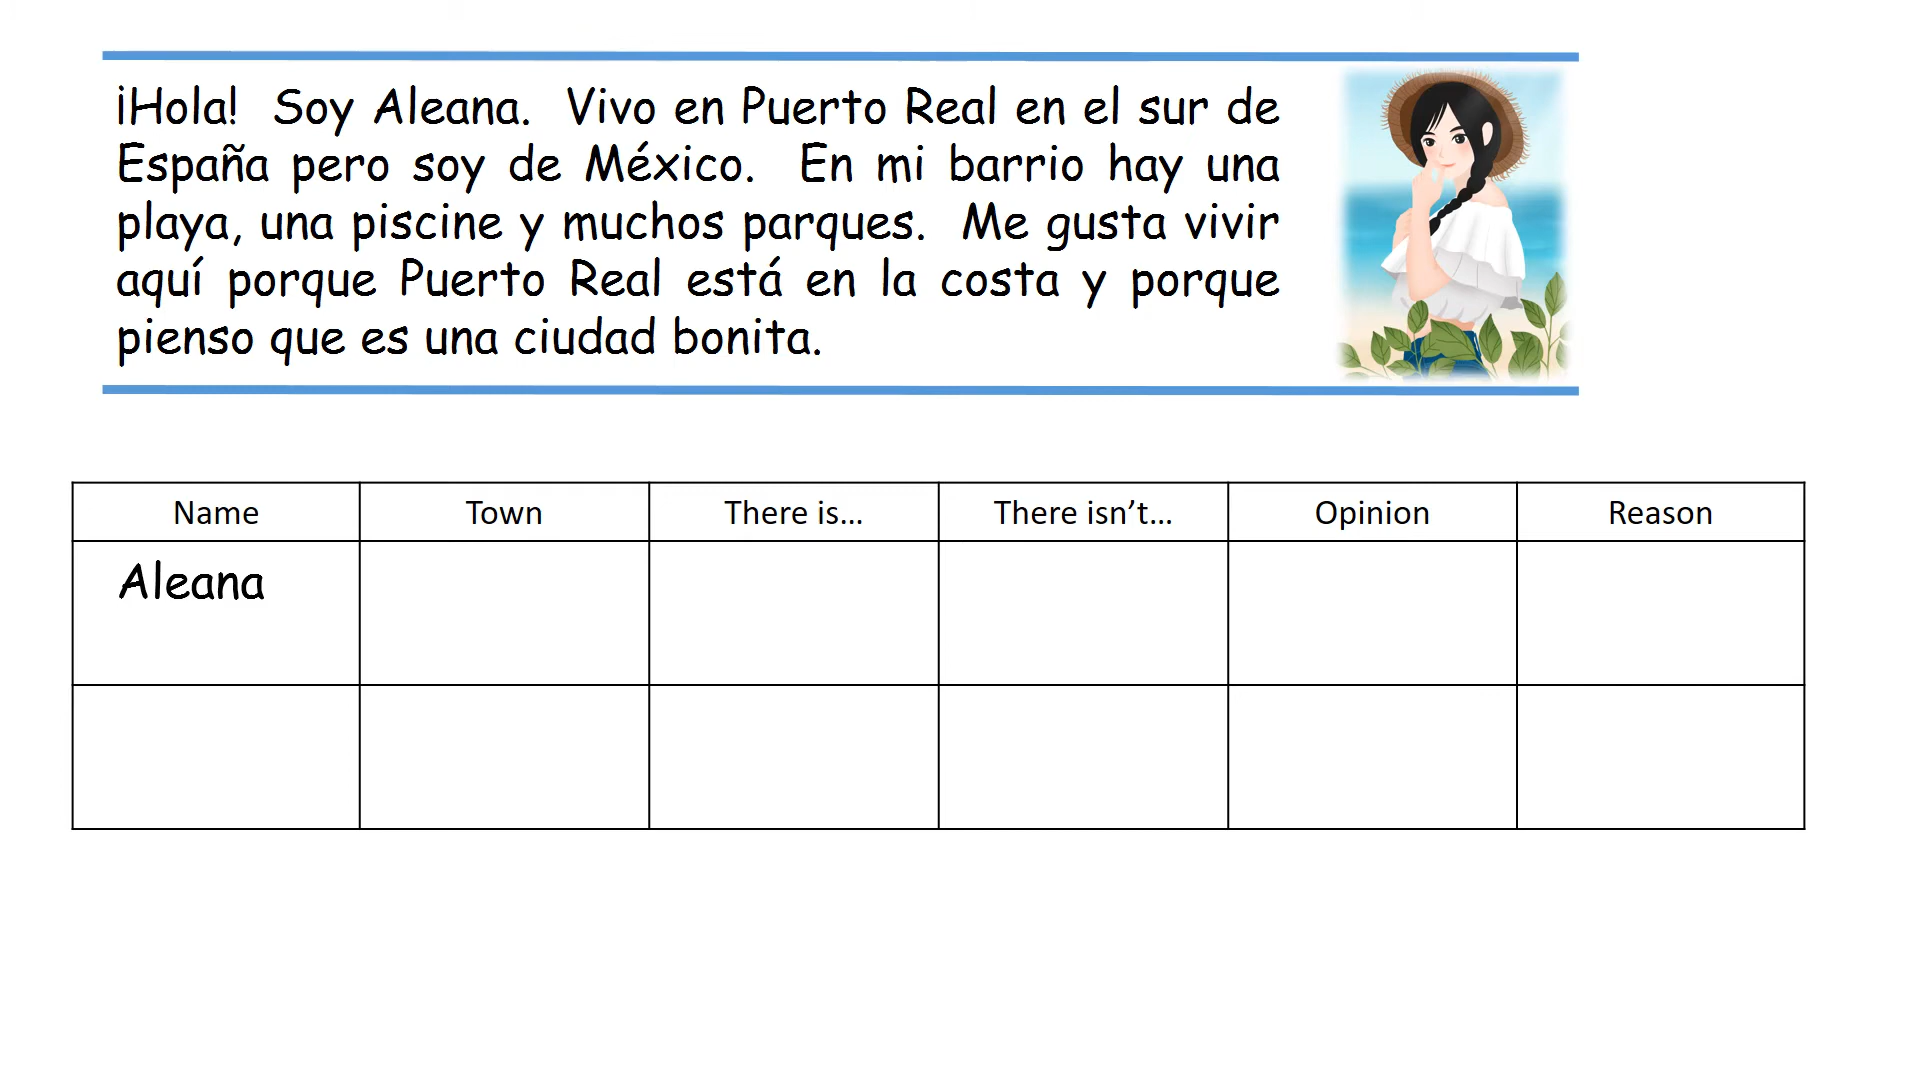 ¡Hola! Soy Aleana. Vivo en Puerto Real en el sur de
España pero soy de México. En mi barrio hay una
playa, una piscine y muchos parques. Me gusta vivir
aquí porque Puerto Real está en la costa y porque
pienso que es una ciudad bonita.
Name Town There is... There isn’t... Opinion Reason
Aleana